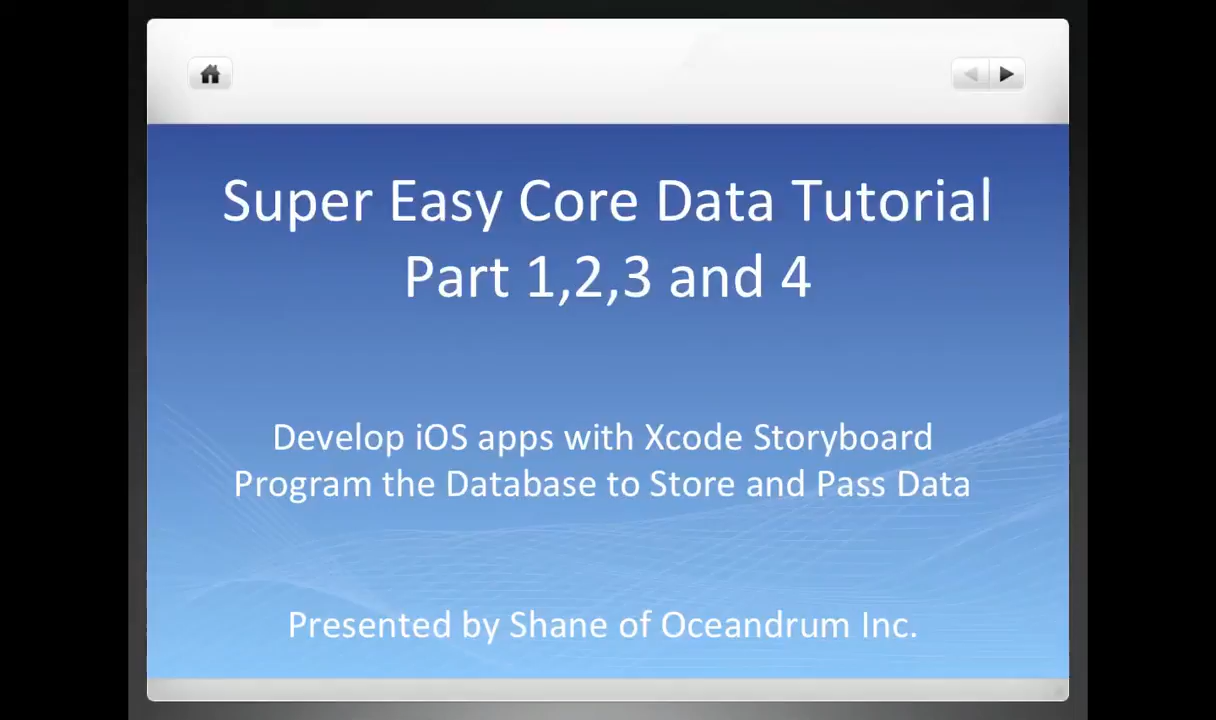 Super Easy Core Data Tutorial
Part 1,2,3 and 4
Develop iOS apps with Xcode Storyboard
Program the Database to Store and Pass Data
Presented by Shane of Oceandrum Inc.